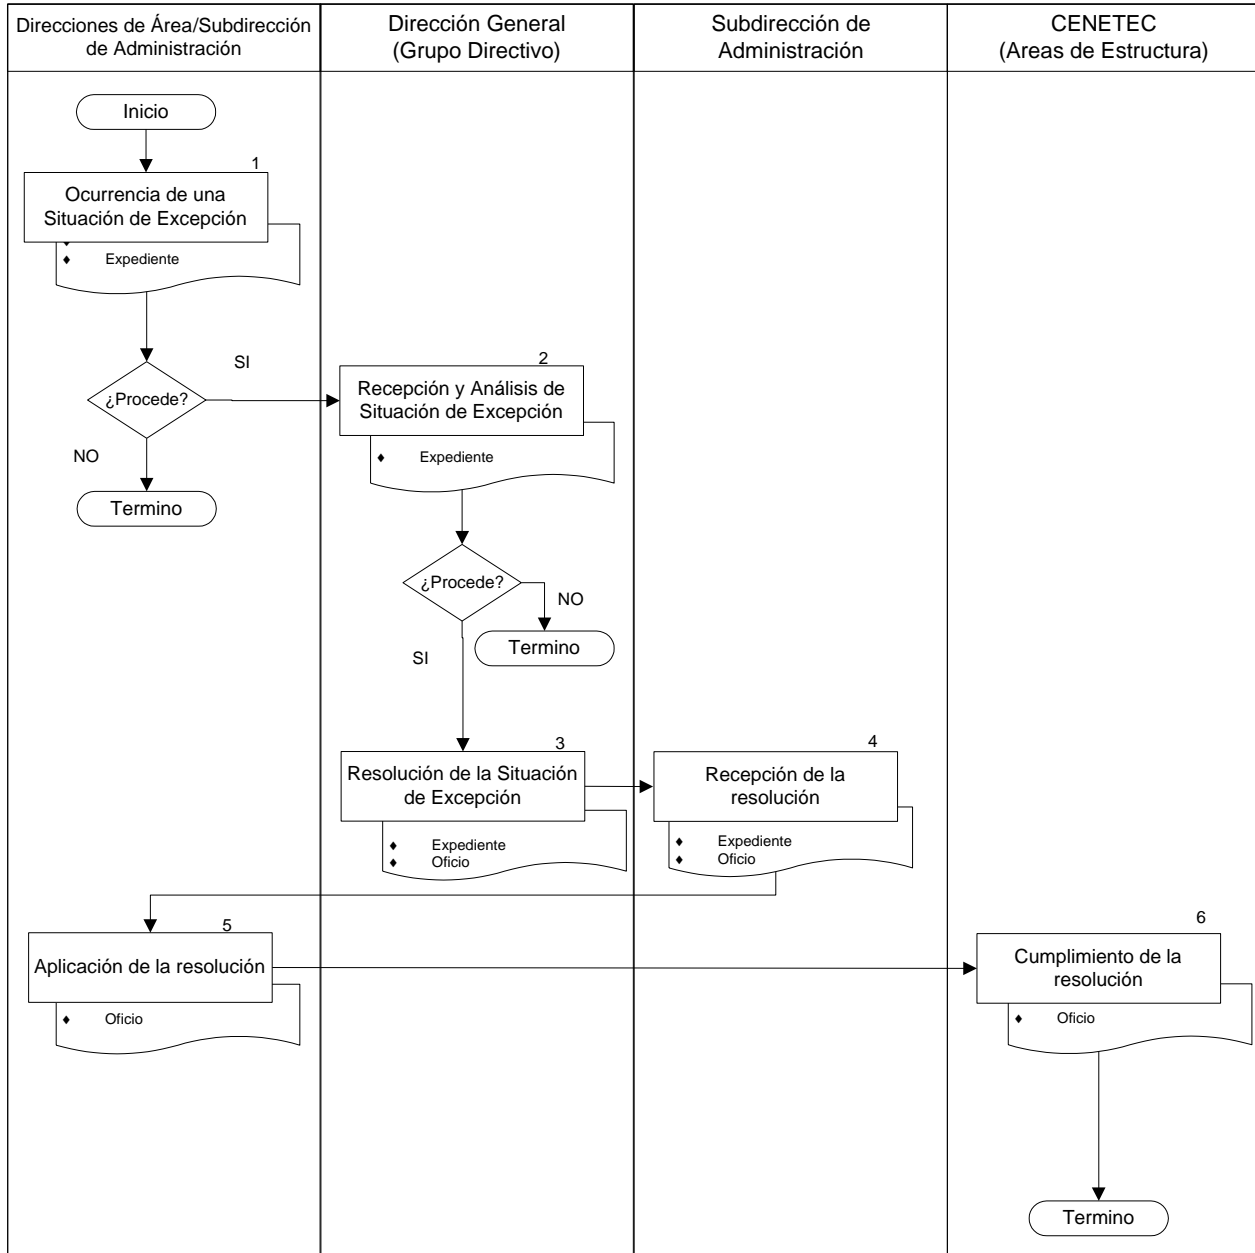 Direcciones de Área/Subdirección
de Administración
Dirección General
(Grupo Directivo)
Subdirección de
Administración
CENETEC
(Areas de Estructura)
Inicio
1
Ocurrencia de una
Situación de Excepción
Expediente
¿Procede?
SI
NO
Termino
2
Recepción y Análisis de
Situación de Excepción
Expediente
¿Procede?
NO
Termino
SI
3
Resolución de la Situación
de Excepción
Expediente
Oficio
4
Recepción de la
resolución
Expediente
Oficio
5
Aplicación de la resolución
Oficio
6
Cumplimiento de la
resolución
Oficio
Termino